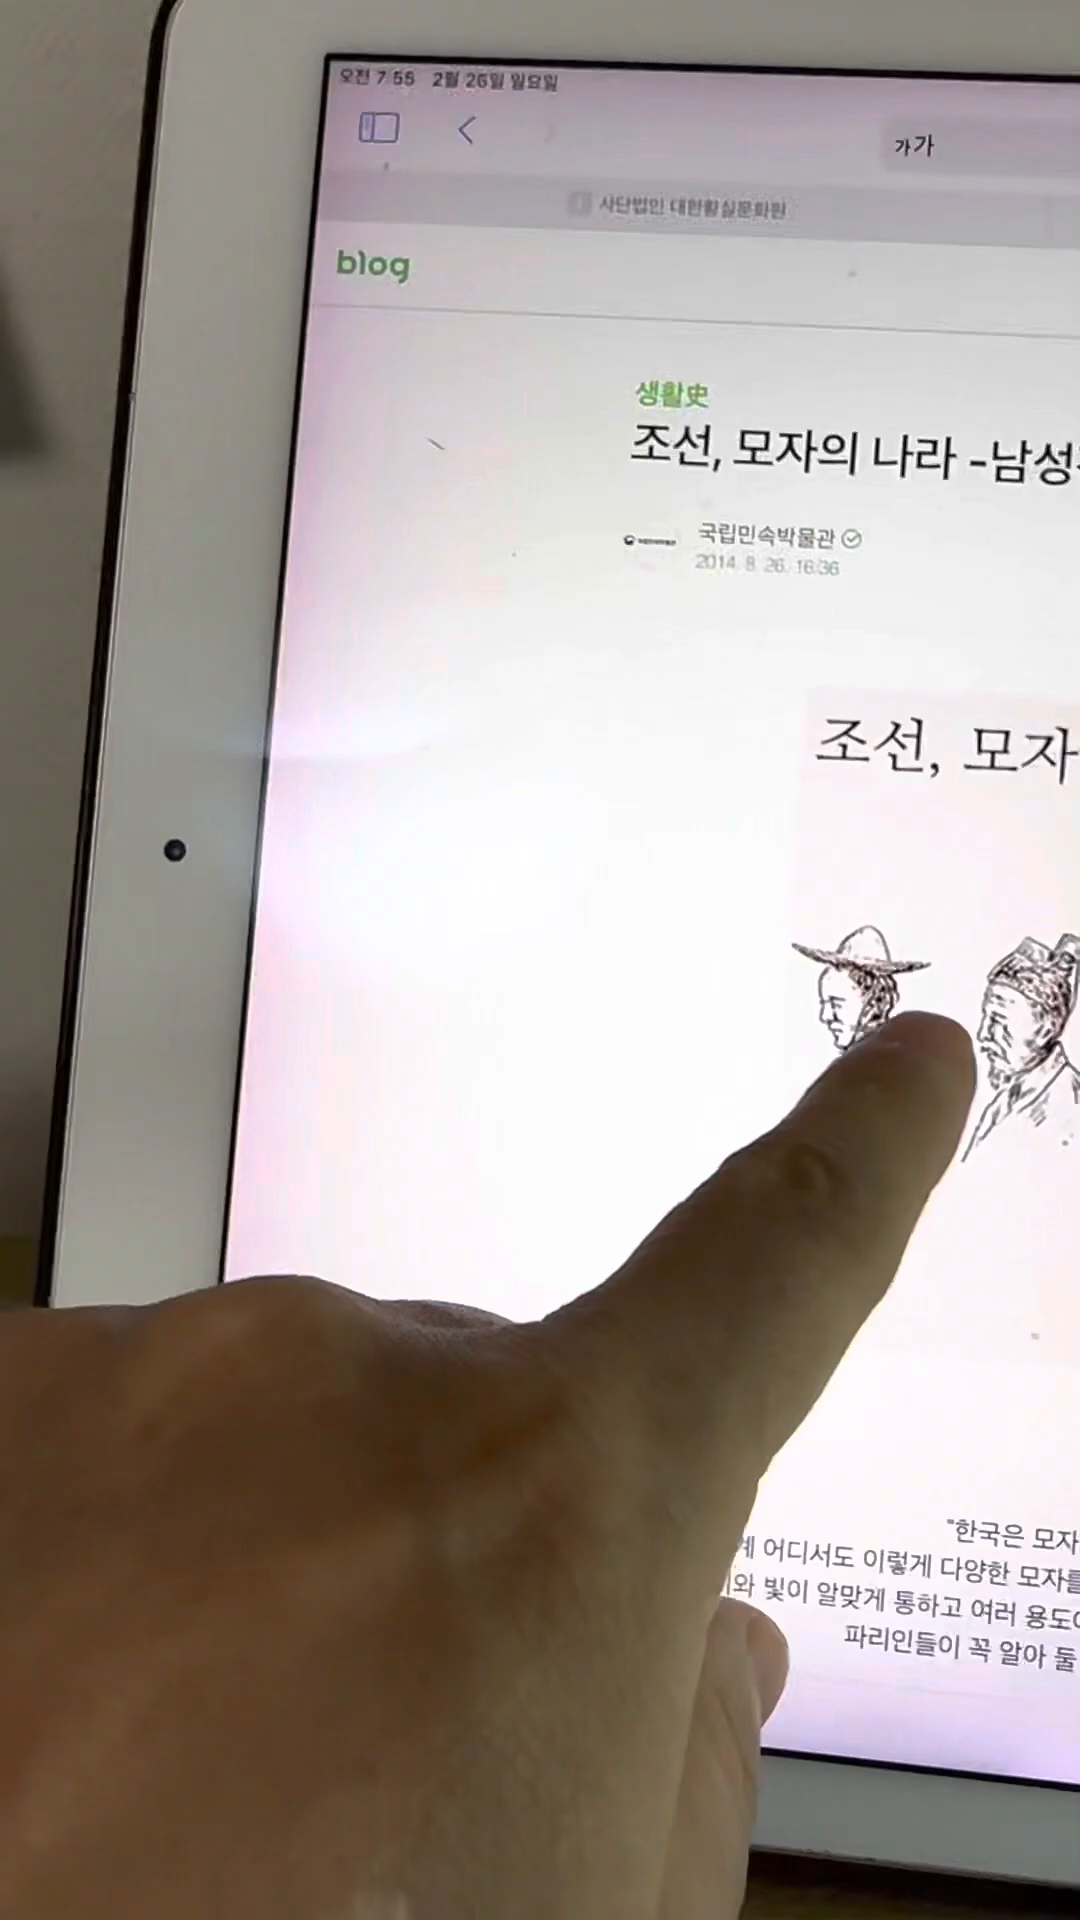 오전 7:55 2월 26일 일요일
가가
사단법인 대한황실문화원
blog
생활史
조선, 모자의 나라 -남성
국립민속박물관
2014. 8. 26. 16:36
조선, 모자
"한국은 모자
어디서도 이렇게 다양한 모자를
빛이 알맞게 통하고 여러 용도
파리인들이 꼭 알아 둘